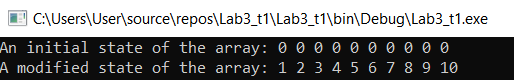 C:\Users\User\source\repos\Lab3_t1\Lab3_t1\bin\Debug\Lab3_t1.exe
An initial state of the array: 0 0 0 0 0 0 0 0 0 0
A modified state of the array: 1 2 3 4 5 6 7 8 9 10